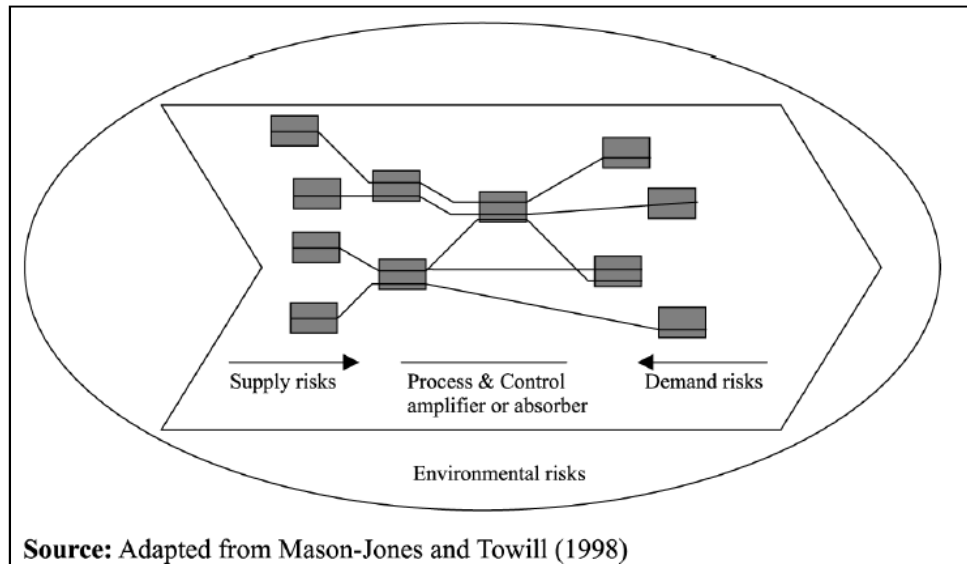 Supply risks
Process & Control
amplifier or absorber
Demand risks
Environmental risks
Source: Adapted from Mason-Jones and Towill (1998)